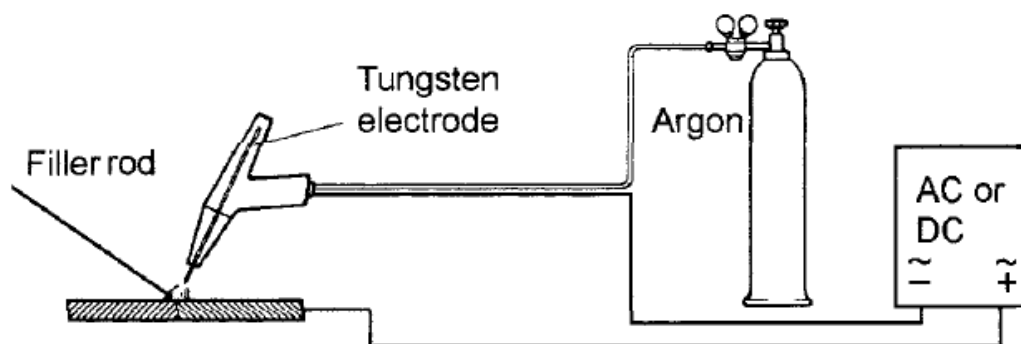 Tungsten
electrode
Filler rod
Argon
AC or
DC
~ ~
− +